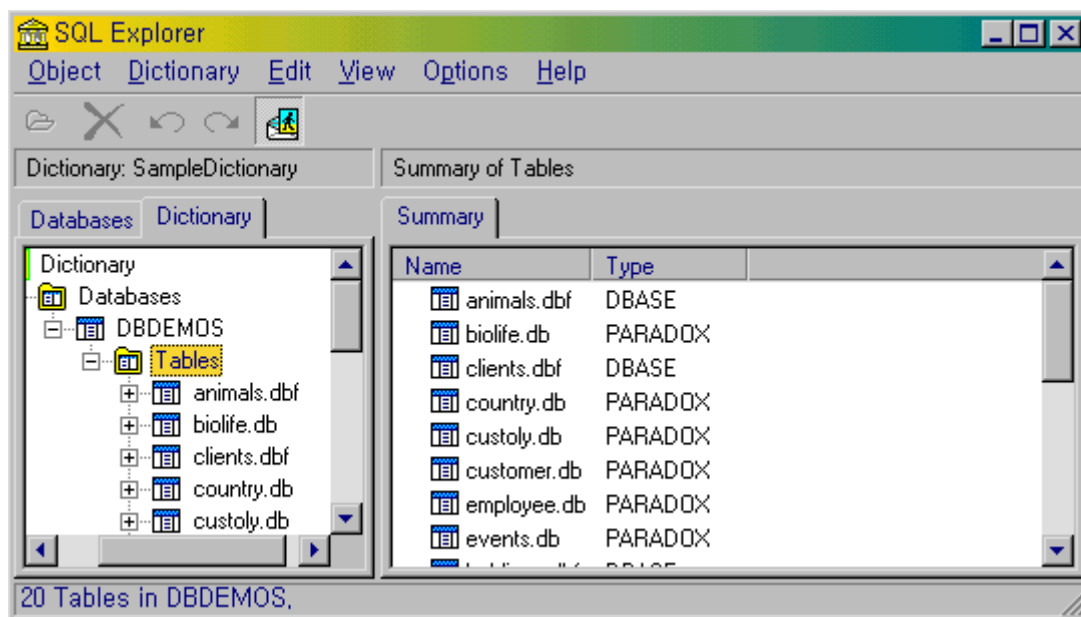 SQL Explorer
Object Dictionary Edit View Options Help
Dictionary: SampleDictionary
Summary of Tables
Databases Dictionary
Summary
Dictionary
Databases
DBDEMOS
Tables
animals.dbf
biolife.db
clients.dbf
country.db
custoly.db
Name Type
animals.dbf DBASE
biolife.db PARADOX
clients.dbf DBASE
country.db PARADOX
custoly.db PARADOX
customer.db PARADOX
employee.db PARADOX
events.db PARADOX
20 Tables in DBDEMOS.